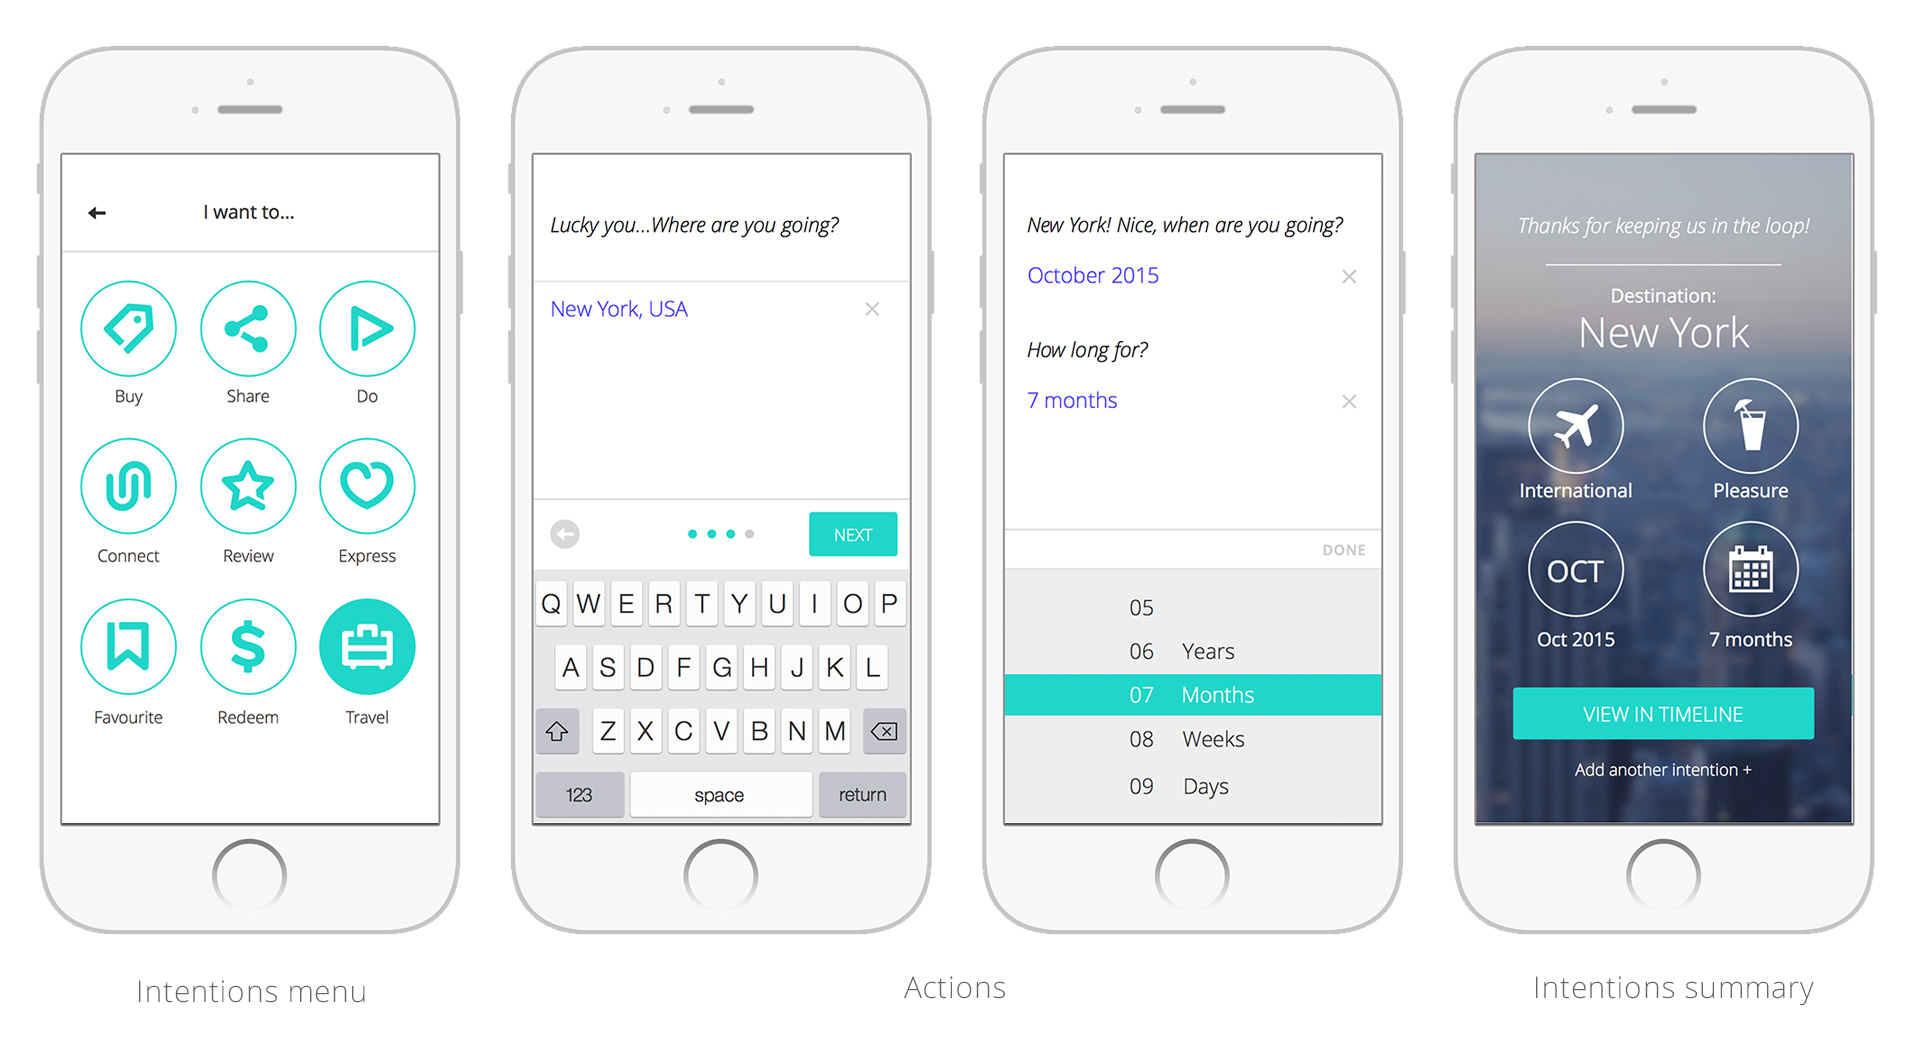 I want to...
Buy
Share
Do
Connect
Review
Express
Favourite
Redeem
Travel
Intentions menu
Lucky you...Where are you going?
New York, USA
NEXT
Q W E R T Y U I O P
A S D F G H J K L
Z X C V B N M
123 space return
New York! Nice, when are you going?
October 2015
How long for?
7 months
DONE
05
06 Years
07 Months
08 Weeks
09 Days
Actions
Thanks for keeping us in the loop!
Destination:
New York
International
Pleasure
OCT
Oct 2015
7 months
VIEW IN TIMELINE
Add another intention +
Intentions summary